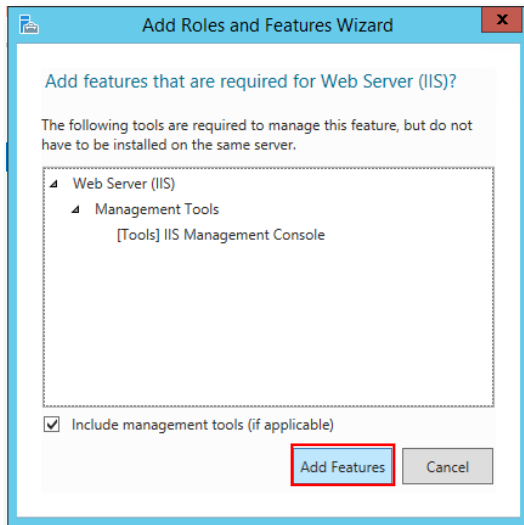 Add Roles and Features Wizard
x
Add features that are required for Web Server (IIS)?
The following tools are required to manage this feature, but do not
have to be installed on the same server.
Web Server (IIS)
Management Tools
[Tools] IIS Management Console
Include management tools (if applicable)
Add Features
Cancel